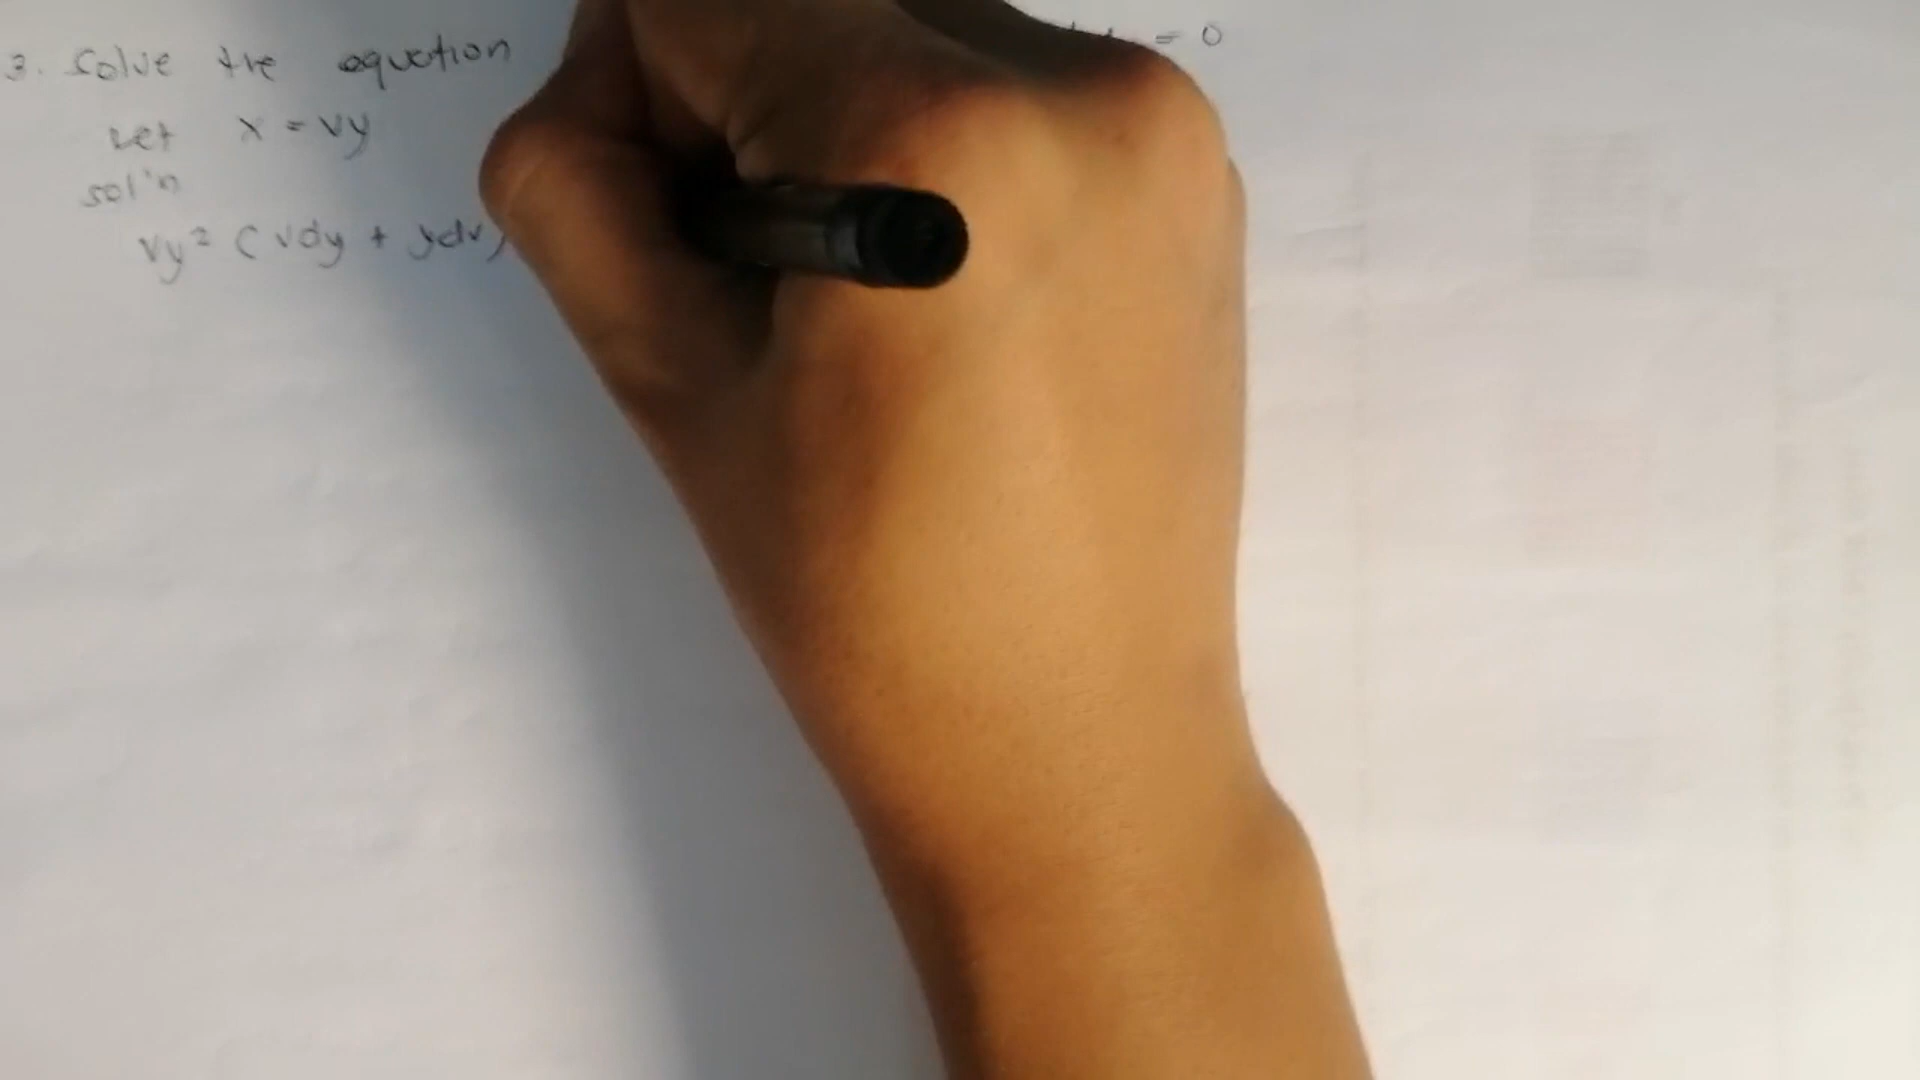 3. Solve the equation = 0
Let x = vy
sol'n
vy² (vdy + ydv)